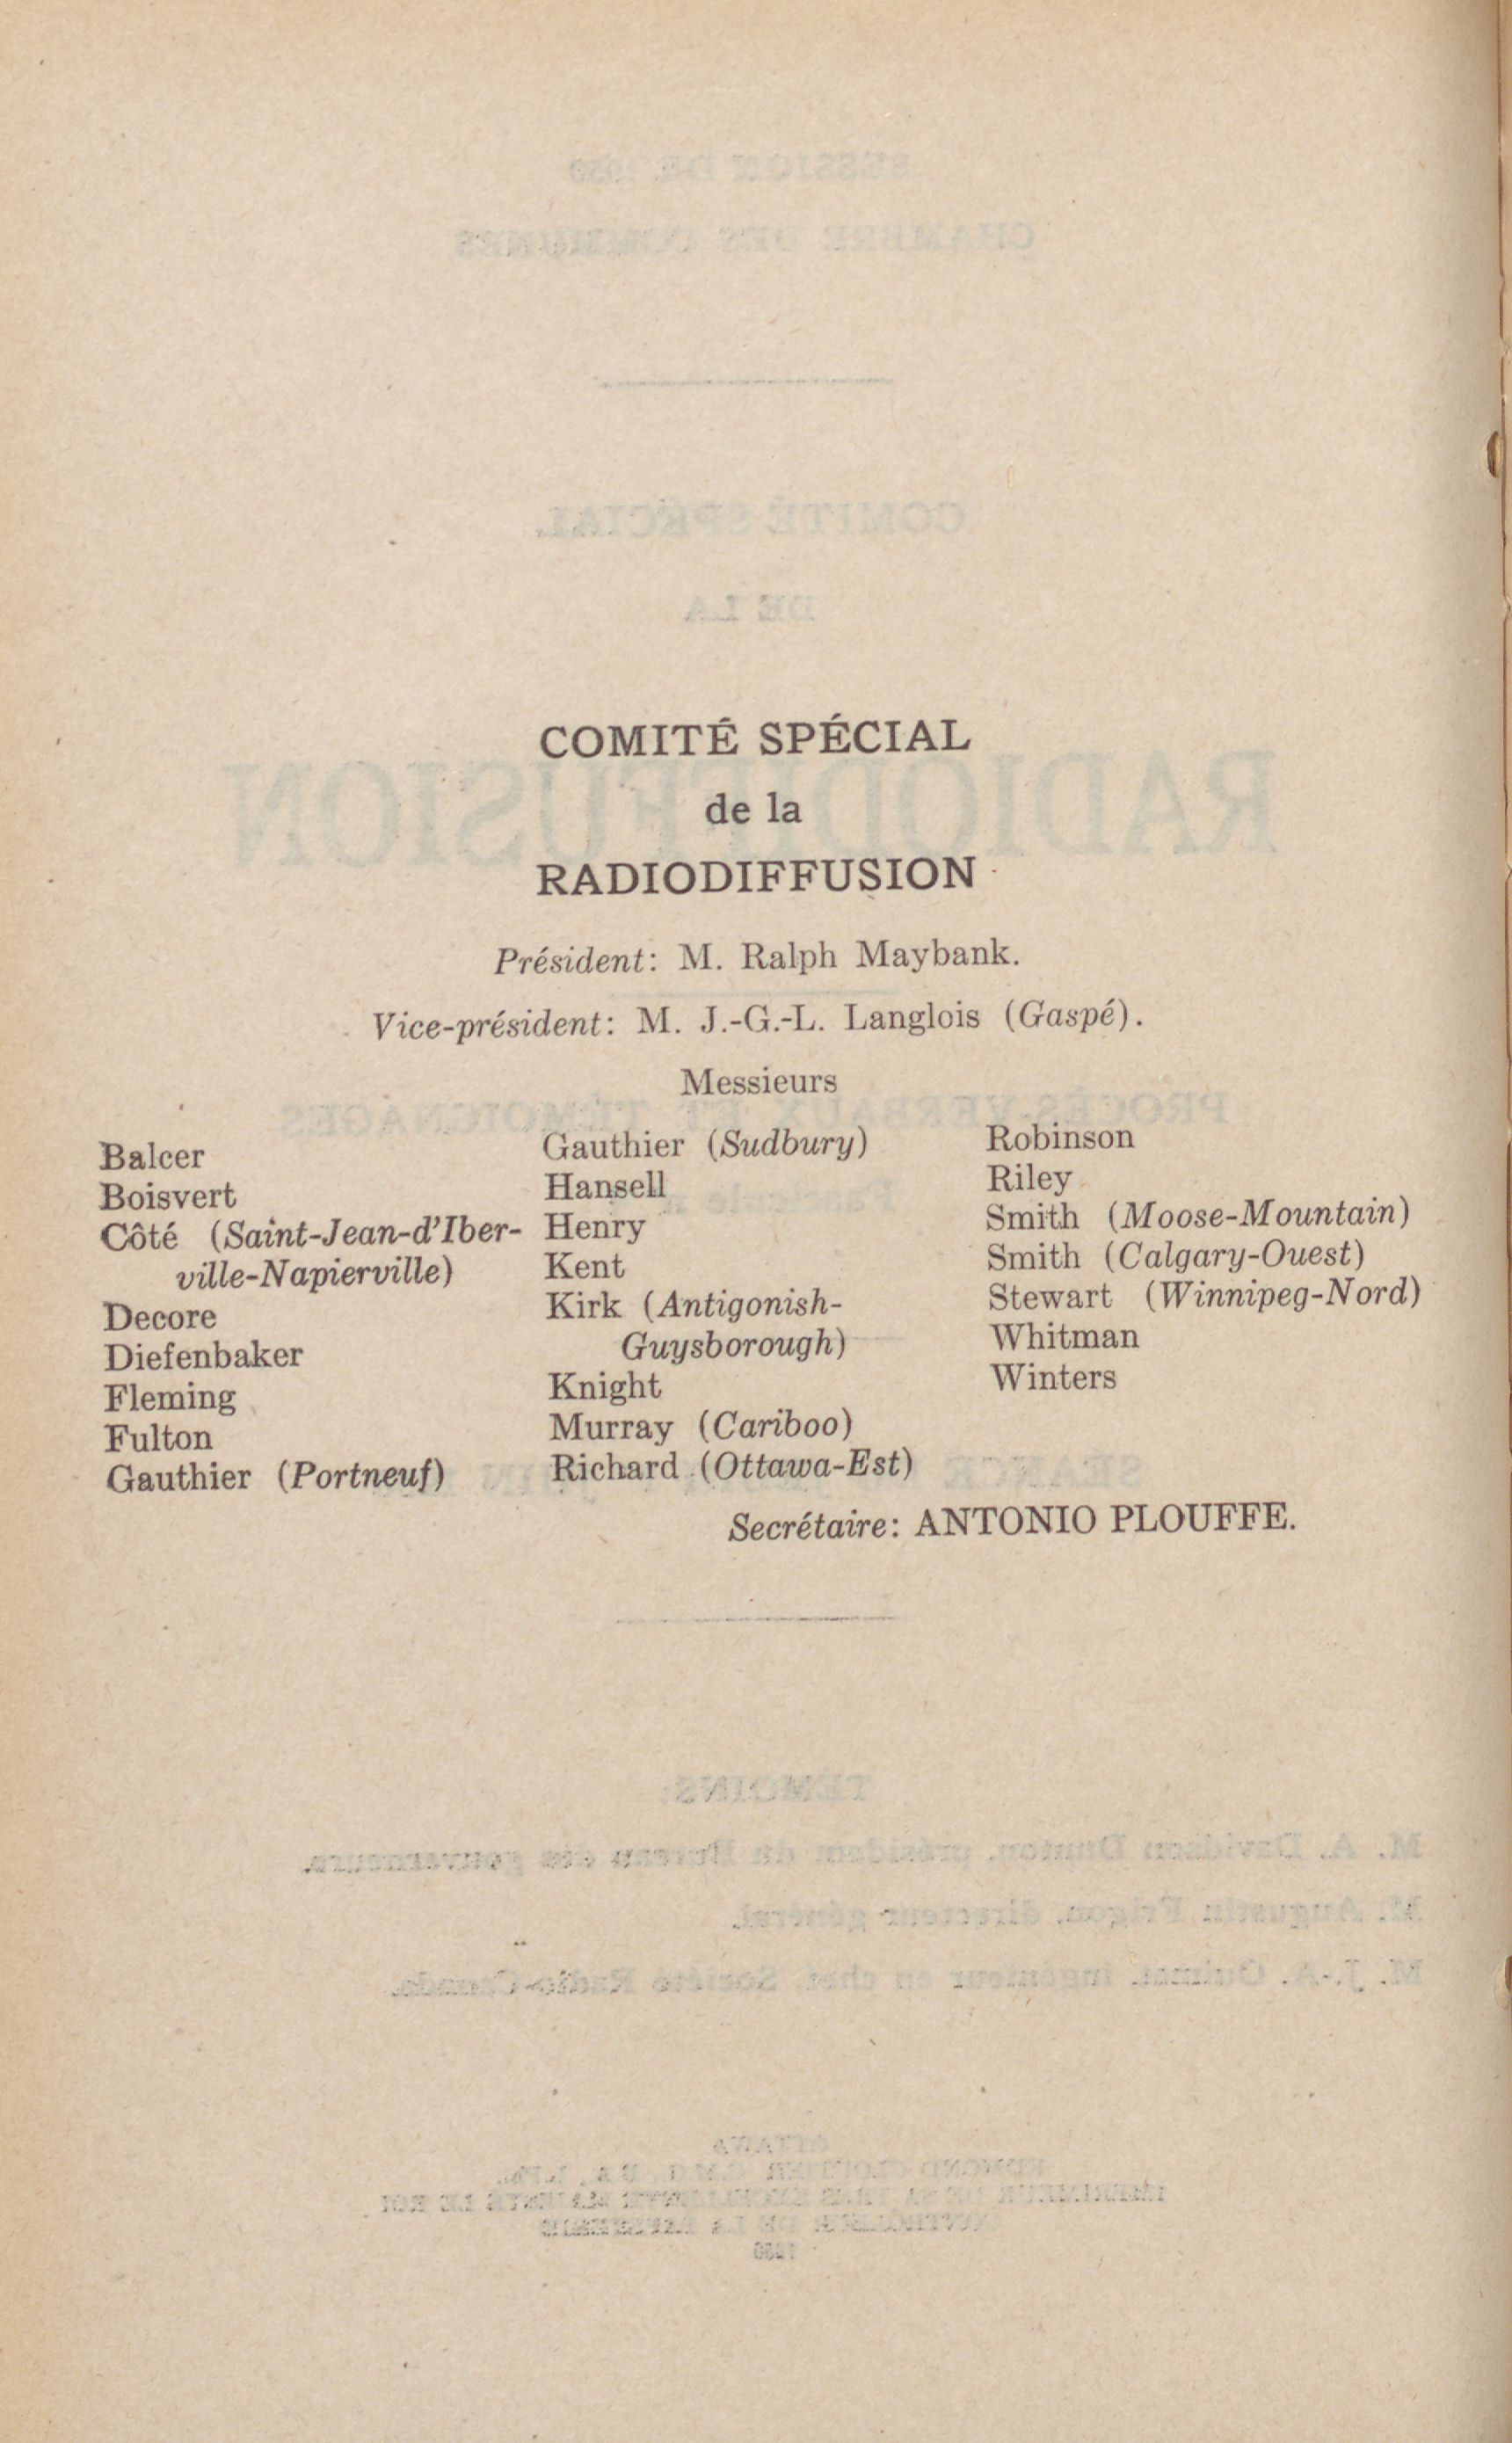 COMITÉ SPÉCIAL
de la
RADIODIFFUSION
Président: M. Ralph Maybank.
Vice-président: M. J.-G.-L. Langlois (Gaspé).
Messieurs
Balcer
Boisvert
Côté (Saint-Jean-d'Iber-
ville-Napierville)
Decore
Diefenbaker
Fleming
Fulton
Gauthier (Portneuf)
Gauthier (Sudbury)
Hansell
Henry
Kent
Kirk (Antigonish-
Guysborough)
Knight
Murray (Cariboo)
Richard (Ottawa-Est)
Robinson
Riley
Smith (Moose-Mountain)
Smith (Calgary-Ouest)
Stewart (Winnipeg-Nord)
Whitman
Winters
Secrétaire: ANTONIO PLOUFFE.